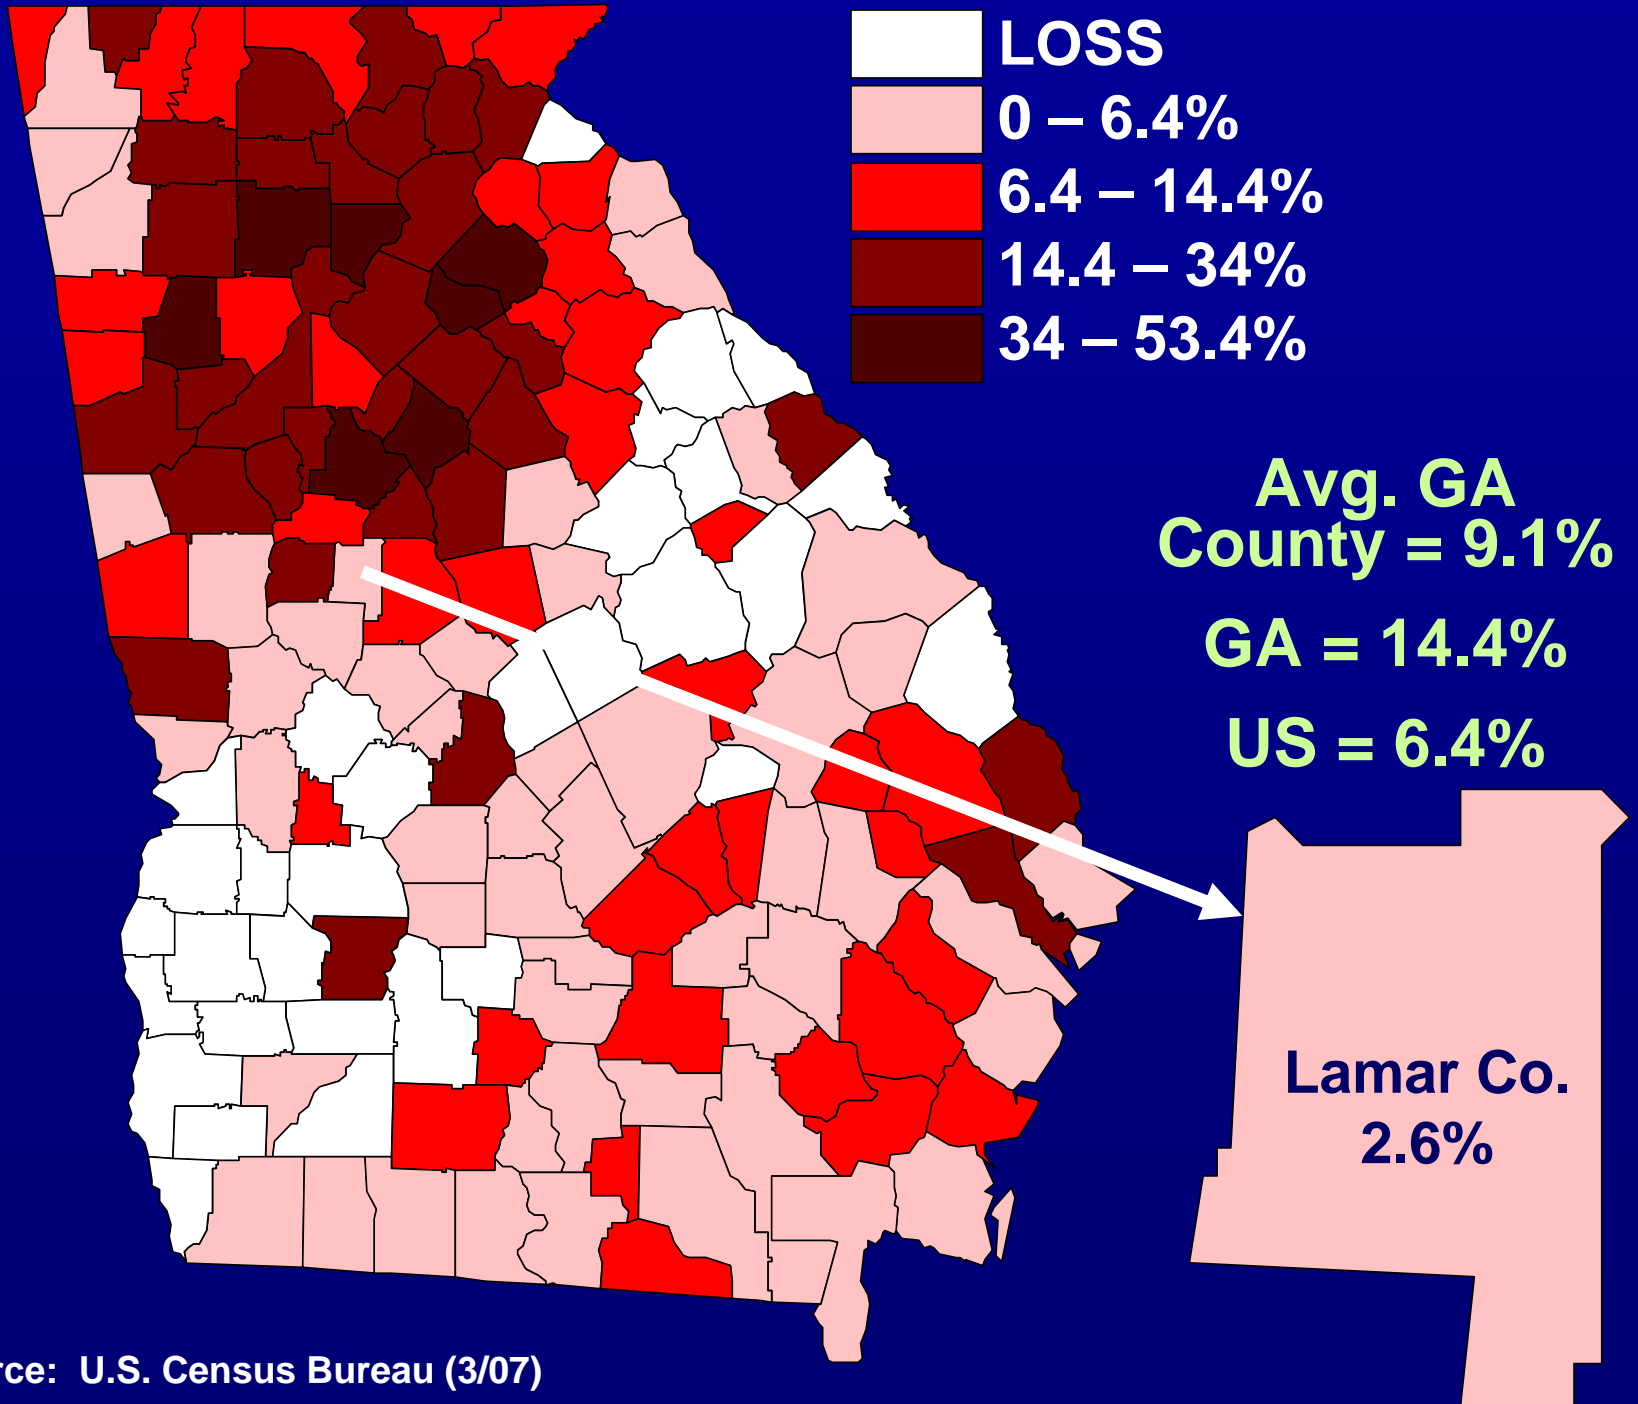 LOSS
0 – 6.4%
6.4 – 14.4%
14.4 – 34%
34 – 53.4%
Avg. GA
County = 9.1%
GA = 14.4%
US = 6.4%
Lamar Co.
2.6%
rce: U.S. Census Bureau (3/07)